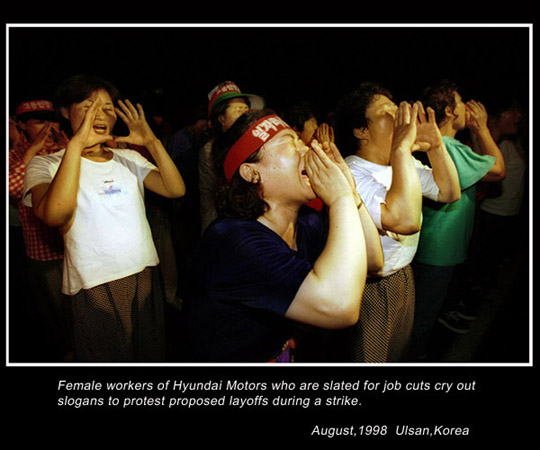 Female workers of Hyundai Motors who are slated for job cuts cry out
slogans to protest proposed layoffs during a strike.
August,1998 Ulsan,Korea